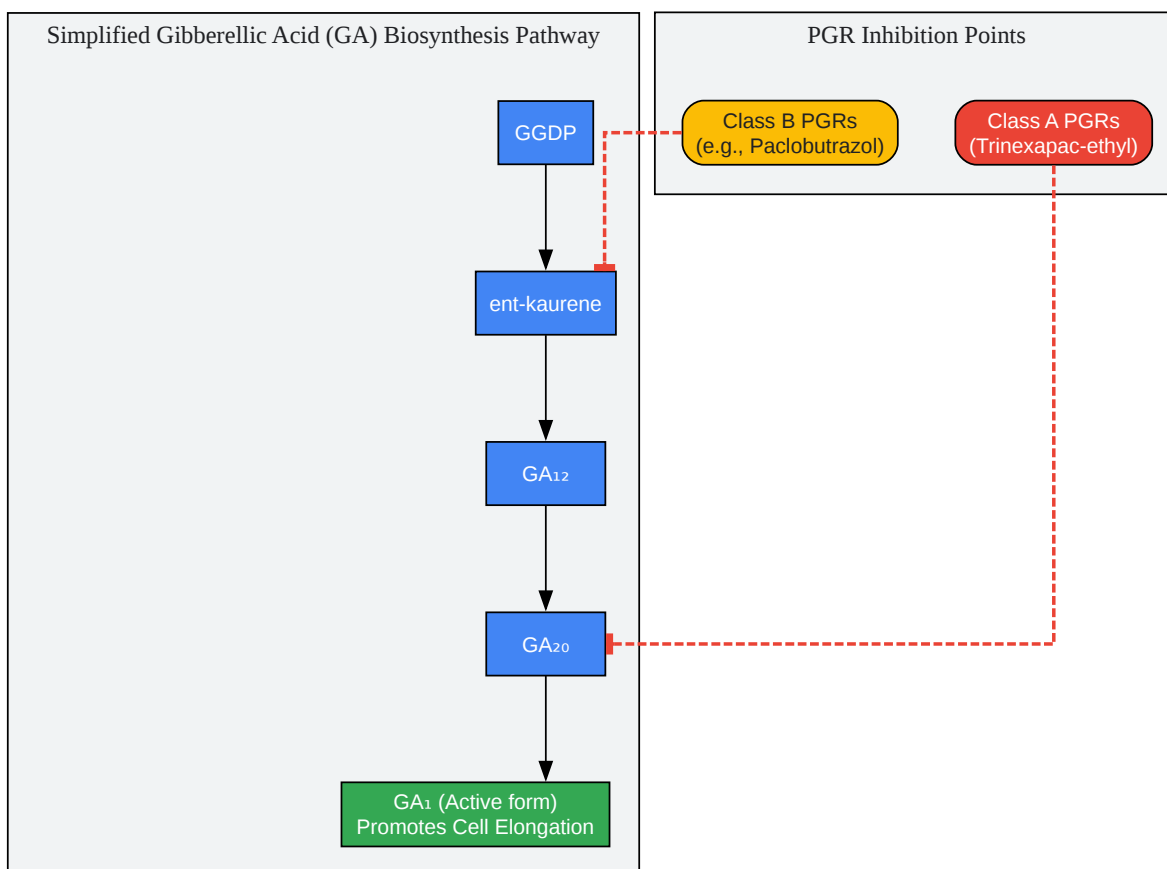 Simplified Gibberellic Acid (GA) Biosynthesis Pathway
PGR Inhibition Points
GGDP
Class B PGRs
(e.g., Paclobutrazol)
Class A PGRs
(Trinexapac-ethyl)
ent-kaurene
GA₁₂
GA₂₀
GA₁ (Active form)
Promotes Cell Elongation